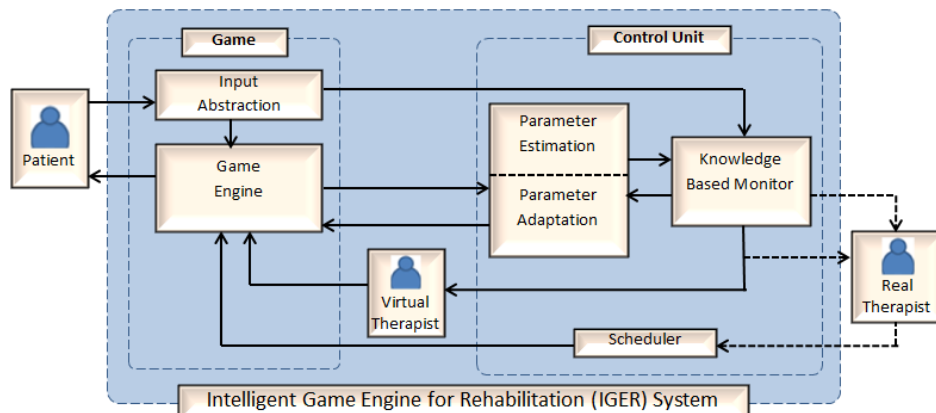 Game
Control Unit
Input
Abstraction
Patient
Game
Engine
Parameter
Estimation
Parameter
Adaptation
Knowledge
Based Monitor
Virtual
Therapist
Real
Therapist
Scheduler
Intelligent Game Engine for Rehabilitation (IGER) System